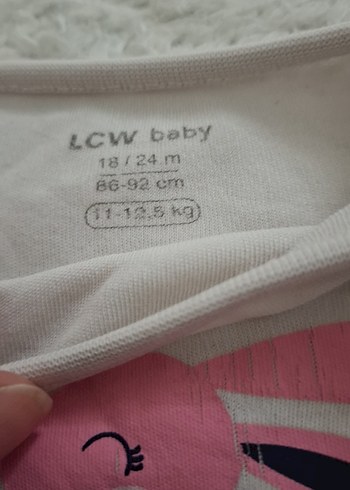 LCW baby
18 / 24 m
86-92 cm
11-12,5 kg